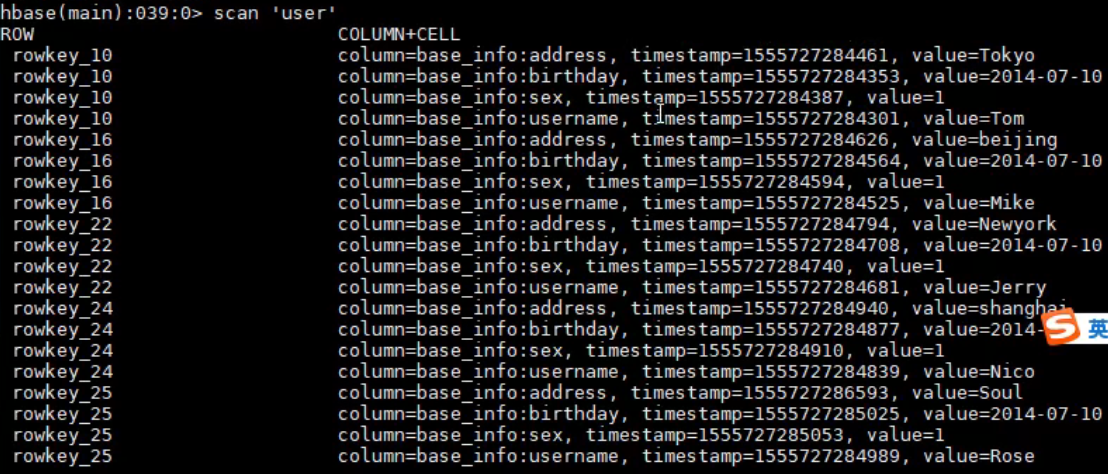 hbase(main):039:0> scan 'user'
ROW COLUMN+CELL
rowkey_10 column=base_info:address, timestamp=1555727284461, value=Tokyo
rowkey_10 column=base_info:birthday, timestamp=1555727284353, value=2014-07-10
rowkey_10 column=base_info:sex, timestamp=1555727284387, value=1
rowkey_10 column=base_info:username, timestamp=1555727284301, value=Tom
rowkey_16 column=base_info:address, timestamp=1555727284626, value=beijing
rowkey_16 column=base_info:birthday, timestamp=1555727284564, value=2014-07-10
rowkey_16 column=base_info:sex, timestamp=1555727284594, value=1
rowkey_16 column=base_info:username, timestamp=1555727284525, value=Mike
rowkey_22 column=base_info:address, timestamp=1555727284794, value=Newyork
rowkey_22 column=base_info:birthday, timestamp=1555727284708, value=2014-07-10
rowkey_22 column=base_info:sex, timestamp=1555727284740, value=1
rowkey_22 column=base_info:username, timestamp=1555727284681, value=Jerry
rowkey_24 column=base_info:address, timestamp=1555727284940, value=shanghai
rowkey_24 column=base_info:birthday, timestamp=1555727284877, value=2014-
英
rowkey_24 column=base_info:sex, timestamp=1555727284910, value=1
rowkey_24 column=base_info:username, timestamp=1555727284839, value=Nico
rowkey_25 column=base_info:address, timestamp=1555727286593, value=Soul
rowkey_25 column=base_info:birthday, timestamp=1555727285025, value=2014-07-10
rowkey_25 column=base_info:sex, timestamp=1555727285053, value=1
rowkey_25 column=base_info:username, timestamp=1555727284989, value=Rose